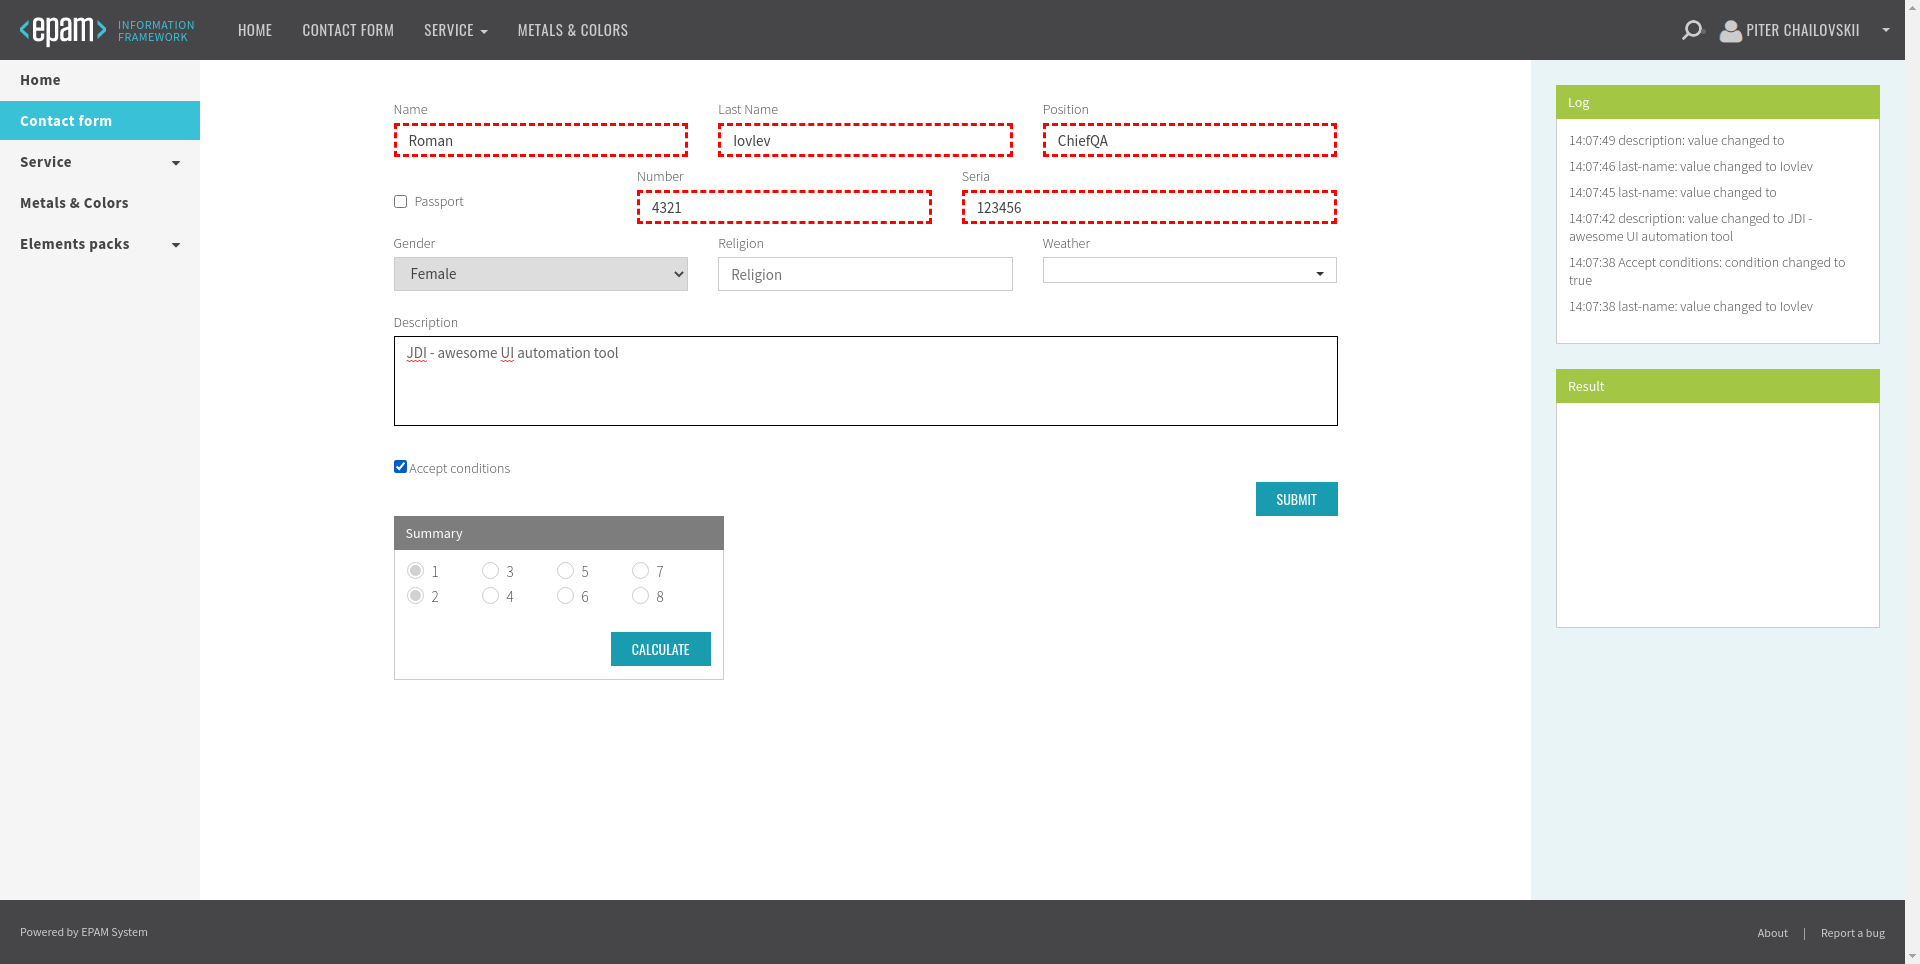 epam INFORMATION FRAMEWORK
HOME CONTACT FORM SERVICE METALS & COLORS
PITER CHAILOVSKII
Home
Contact form
Service
Metals & Colors
Elements packs
Name Last Name Position
Roman Iovlev ChiefQA
Number Seria
Passport 4321 123456
Gender Religion Weather
Female Religion
Description
JDI - awesome UI automation tool
Accept conditions
SUBMIT
Summary
1 3 5 7
2 4 6 8
CALCULATE
Log
14:07:49 description: value changed to
14:07:46 last-name: value changed to Iovlev
14:07:45 last-name: value changed to
14:07:42 description: value changed to JDI -
awesome UI automation tool
14:07:38 Accept conditions: condition changed to
true
14:07:38 last-name: value changed to Iovlev
Result
Powered by EPAM System
About | Report a bug